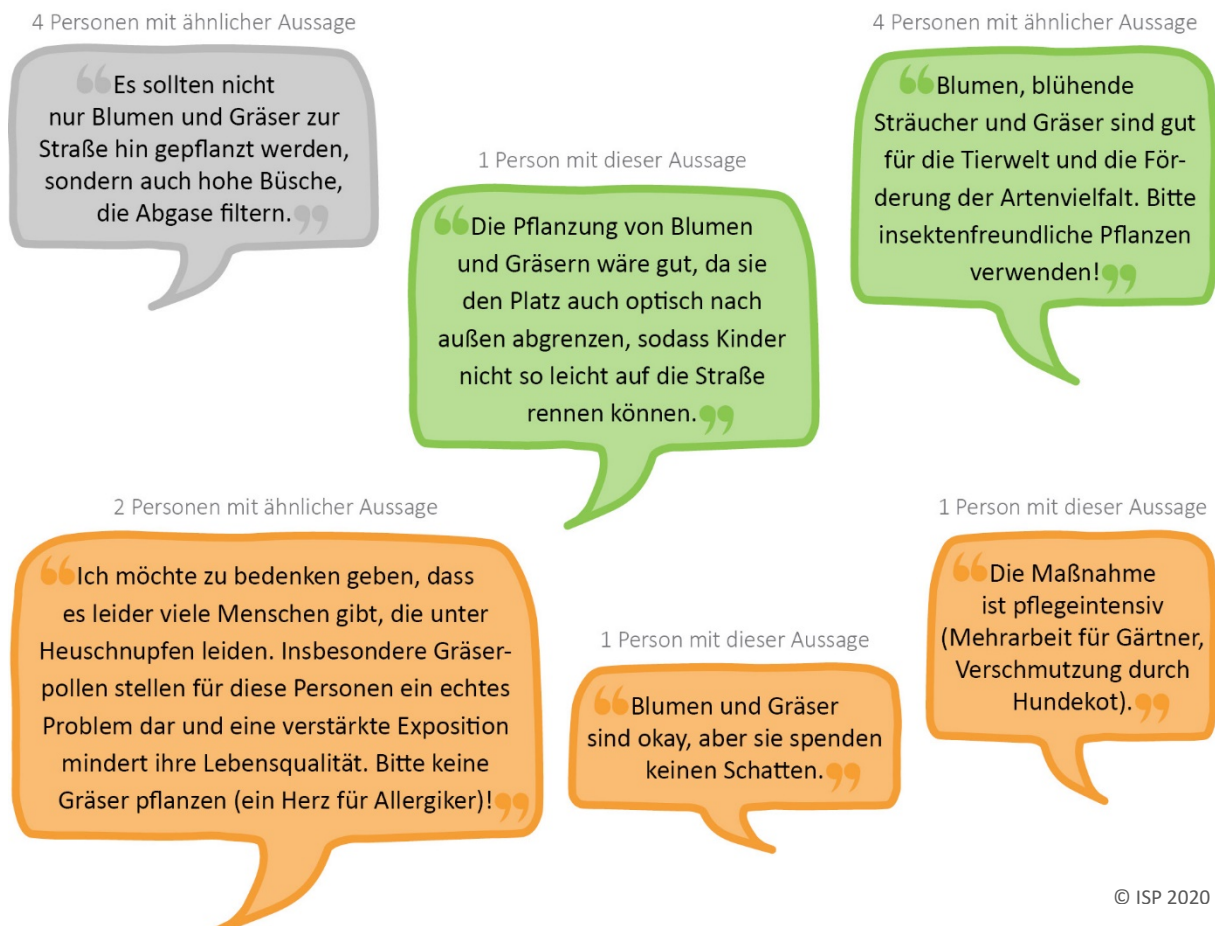 4 Personen mit ähnlicher Aussage
“Es sollten nicht
nur Blumen und Gräser zur
Straße hin gepflanzt werden,
sondern auch hohe Büsche,
die Abgase filtern.”
1 Person mit dieser Aussage
“Die Pflanzung von Blumen
und Gräsern wäre gut, da sie
den Platz auch optisch nach
außen abgrenzen, sodass Kinder
nicht so leicht auf die Straße
rennen können.”
4 Personen mit ähnlicher Aussage
“Blumen, blühende
Sträucher und Gräser sind gut
für die Tierwelt und die För-
derung der Artenvielfalt. Bitte
insektenfreundliche Pflanzen
verwenden!”
2 Personen mit ähnlicher Aussage
“Ich möchte zu bedenken geben, dass
es leider viele Menschen gibt, die unter
Heuschnupfen leiden. Insbesondere Gräser-
pollen stellen für diese Personen ein echtes
Problem dar und eine verstärkte Exposition
mindert ihre Lebensqualität. Bitte keine
Gräser pflanzen (ein Herz für Allergiker)!”
1 Person mit dieser Aussage
“Blumen und Gräser
sind okay, aber sie spenden
keinen Schatten.”
1 Person mit dieser Aussage
“Die Maßnahme
ist pflegeintensiv
(Mehrarbeit für Gärtner,
Verschmutzung durch
Hundekot).”
© ISP 2020